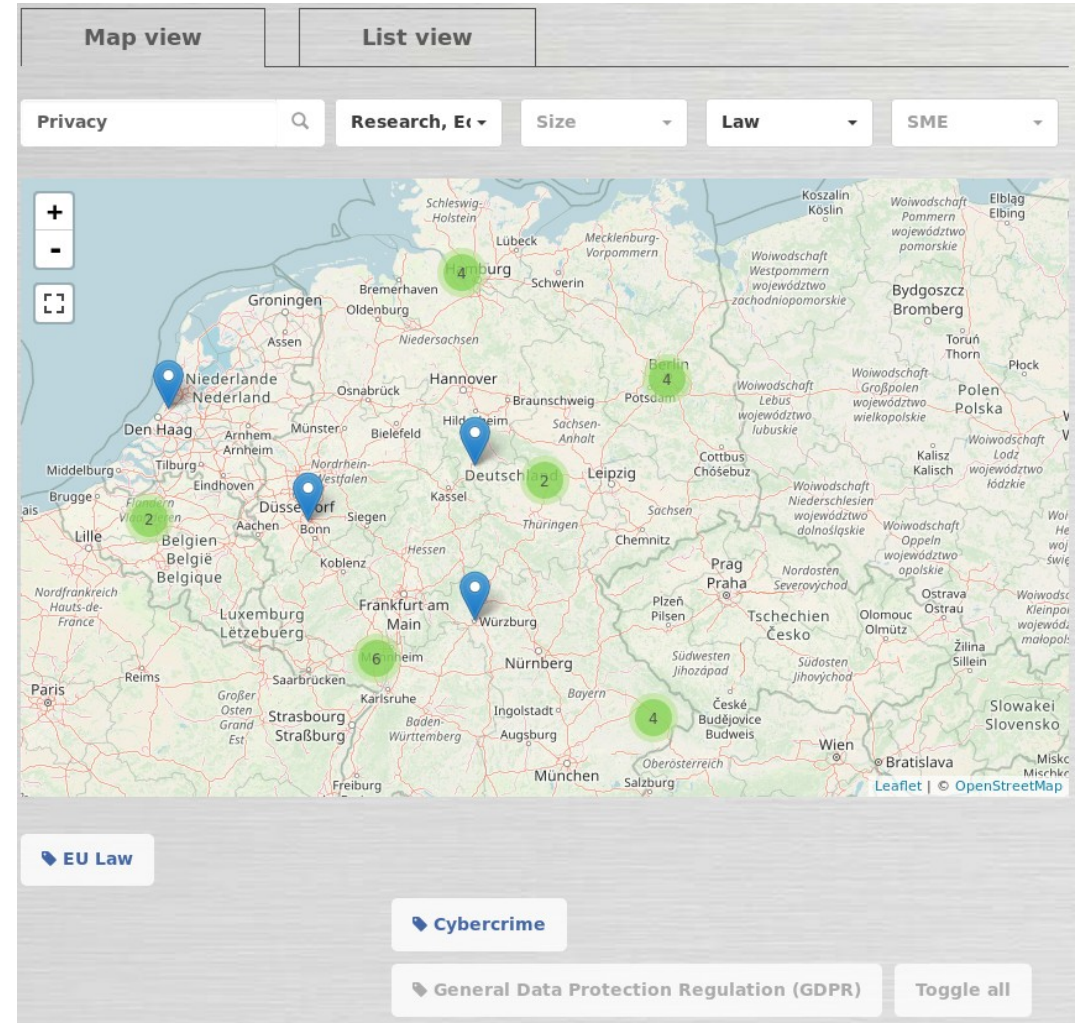 Map view
List view
Privacy
Research, Ec
Size
Law
SME
+
-
Schleswig-
Holstein
Koszalin
Köslin
Woiwodschaft
Pommern
województwo
pomorskie
Elbląg
Elbing
Lübeck
Mecklenburg-
Vorpommern
Woiwodschaft
Westpommern
województwo
zachodniopomorskie
4
Hamburg
Schwerin
Bremerhaven
Groningen
Oldenburg
Bydgoszcz
Bromberg
Assen
Niedersachsen
Toruń
Thorn
Płock
Berlin
4
Potsdam
Niederlande
Nederland
Hannover
Osnabrück
Braunschweig
Woiwodschaft
Lebus
województwo
lubuskie
Woiwodschaft
Großpolen
województwo
wielkopolskie
Polen
Polska
Den Haag
Arnhem
Arnheim
Münster
Bielefeld
Hildesheim
Sachsen-
Anhalt
Woiwodschaft
Lodz
województwo
łódzkie
Cottbus
Chóśebuz
Kalisz
Kalisch
Middelburg
Tilburg
Eindhoven
Nordrhein-
Westfalen
Deutschland
2
Leipzig
Brugge
Kassel
Woiwodschaft
Niederschlesien
województwo
dolnośląskie
ais
Flandern
Vlaanderen
2
Düsseldorf
Aachen
Bonn
Siegen
Thüringen
Sachsen
Chemnitz
Lille
Belgien
België
Belgique
Koblenz
Hessen
Woiwodschaft
Oppeln
województwo
opolskie
Prag
Praha
Nordosten
Severovýchod
Nordfrankreich
Hauts-de-
France
Luxemburg
Lëtzebuerg
Frankfurt am
Main
Würzburg
Plzeň
Pilsen
Tschechien
Česko
Olomouc
Olmütz
Ostrava
Ostrau
Žilina
Sillein
6
Mannheim
Nürnberg
Südwesten
Jihozápad
Südosten
Jihovýchod
Reims
Saarbrücken
Karlsruhe
Paris
Großer
Osten
Grand
Est
Strasbourg
Straßburg
Baden-
Württemberg
Ingolstadt
Bayern
Augsburg
4
České
Budějovice
Budweis
Slowakei
Slovensko
Wien
Bratislava
Oberösterreich
München
Salzburg
Freiburg
Leaflet | © OpenStreetMap
EU Law
Cybercrime
General Data Protection Regulation (GDPR)
Toggle all